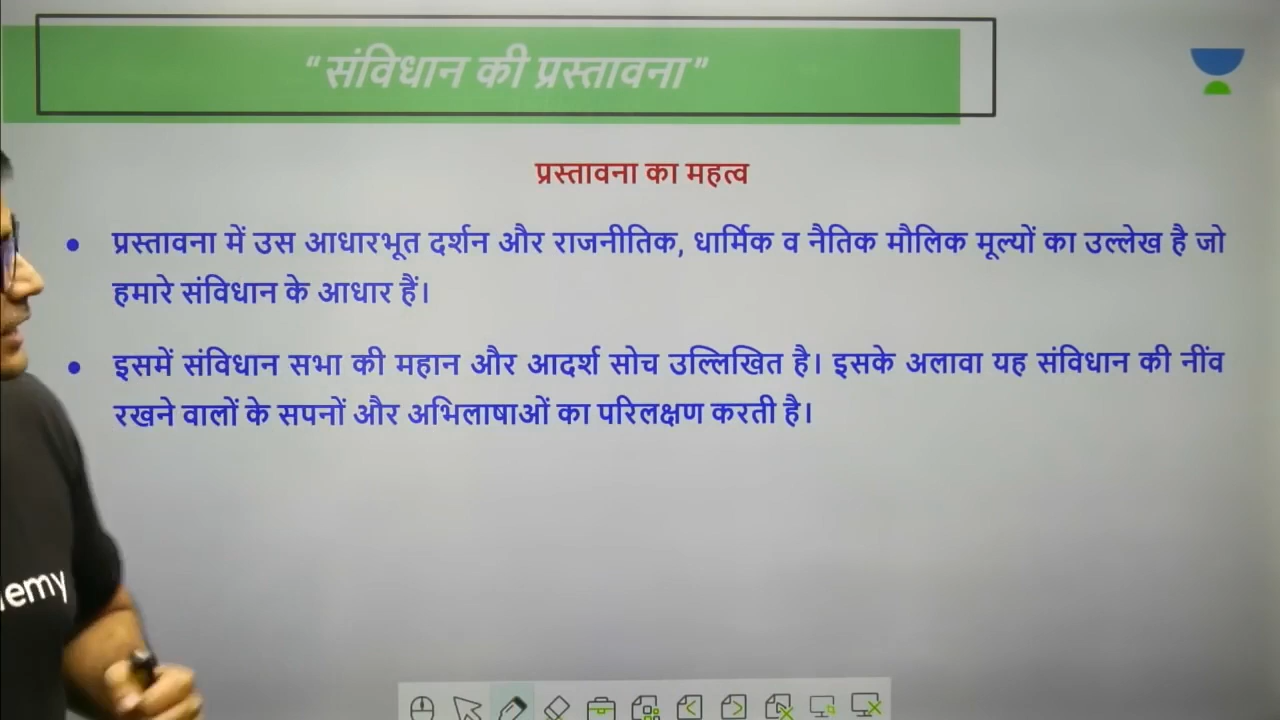 “संविधान की प्रस्तावना”
प्रस्तावना का महत्व
• प्रस्तावना में उस आधारभूत दर्शन और राजनीतिक, धार्मिक व नैतिक मौलिक मूल्यों का उल्लेख है जो
हमारे संविधान के आधार हैं।
• इसमें संविधान सभा की महान और आदर्श सोच उल्लिखित है। इसके अलावा यह संविधान की नींव
रखने वालों के सपनों और अभिलाषाओं का परिलक्षण करती है।
emy